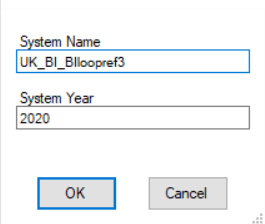 System Name
UK_BI_BIloopref3
System Year
2020
OK Cancel